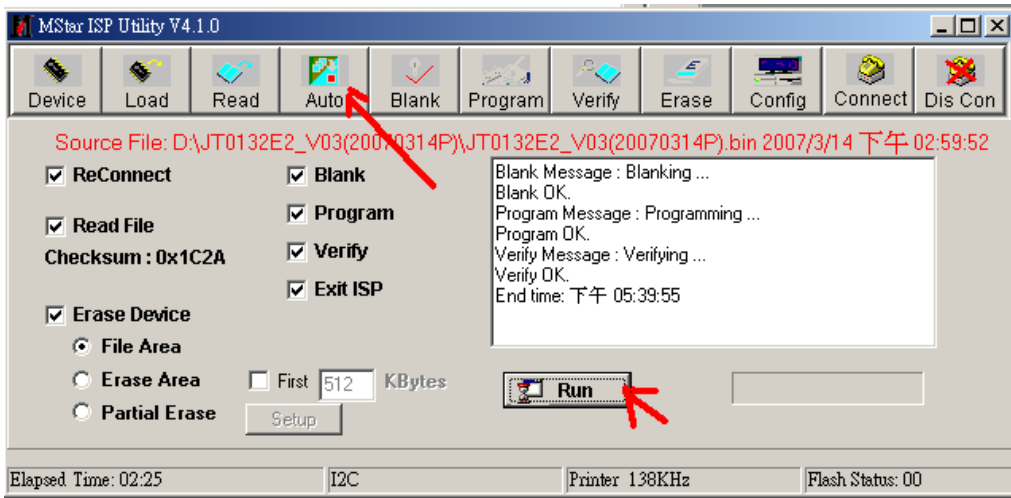 MStar ISP Utility V4.1.0
Device Load Read Auto Blank Program Verify Erase Config Connect Dis Con
Source File: D:\JT0132E2_V03(20070314P)\JT0132E2_V03(20070314P).bin 2007/3/14 下午 02:59:52
ReConnect
Read File
Checksum : 0x1C2A
Erase Device
File Area
Erase Area
Partial Erase
First 512 KBytes
Setup
Blank
Program
Verify
Exit ISP
Blank Message : Blanking ...
Blank OK.
Program Message : Programming ...
Program OK.
Verify Message : Verifying ...
Verify OK.
End time: 下午 05:39:55
Run
Elapsed Time: 02:25 I2C Printer 138KHz Flash Status: 00